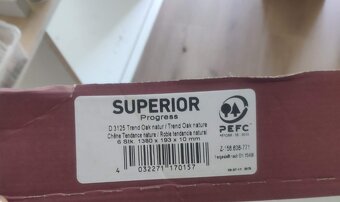 SUPERIOR
Progress
D 3125 Trend Oak natur / Trend Oak nature
Chêne Tendance nature / Roble tendencia natural
6 Stk. 1380 x 193 x 10 mm
4 032271 170157
PEFC